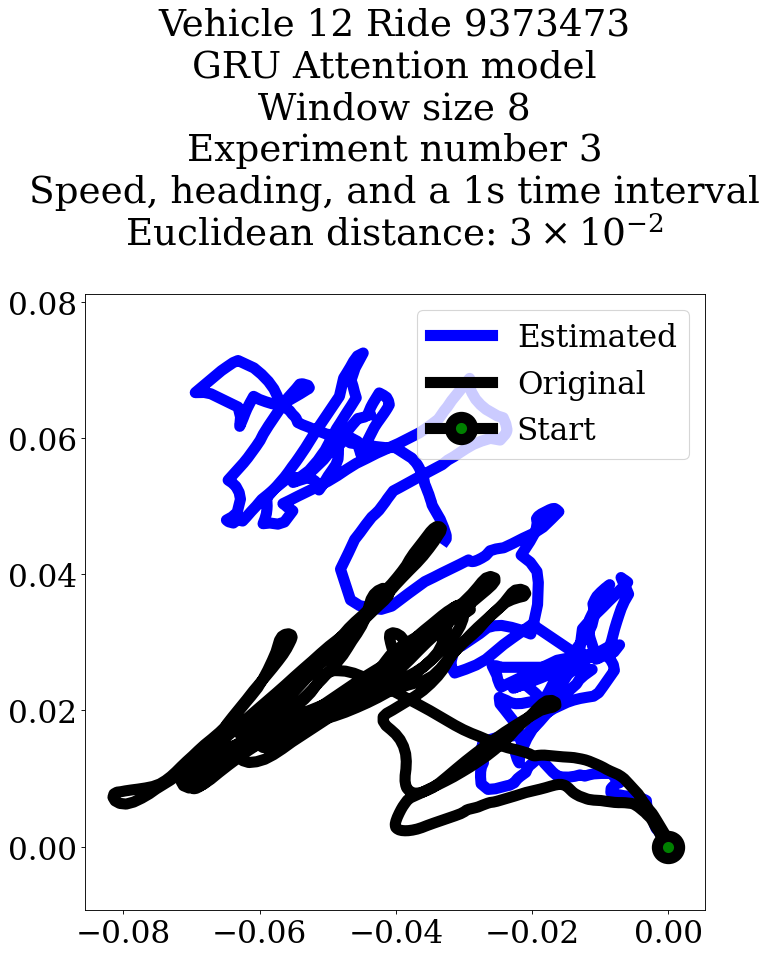 Vehicle 12 Ride 9373473
GRU Attention model
Window size 8
Experiment number 3
Speed, heading, and a 1s time interval
Euclidean distance: 3 × 10⁻²
Estimated
Original
Start
0.08
0.06
0.04
0.02
0.00
−0.08 −0.06 −0.04 −0.02 0.00